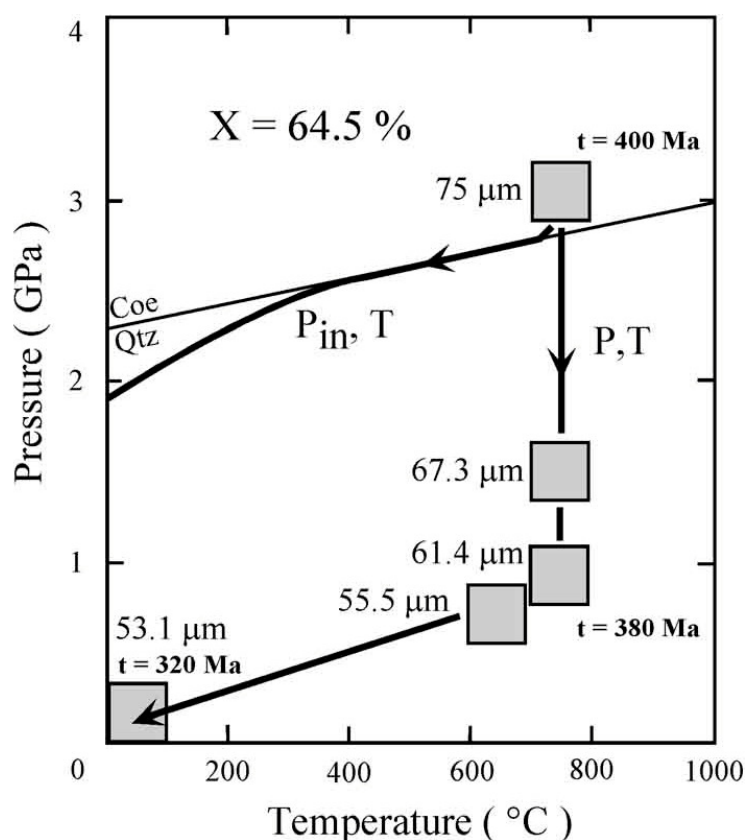 4
X = 64.5 %
t = 400 Ma
75 μm
3
Coe
Qtz
P_in, T
P,T
Pressure ( GPa )
2
67.3 μm
1
61.4 μm
55.5 μm
t = 380 Ma
53.1 μm
t = 320 Ma
0 200 400 600 800 1000
Temperature ( °C )